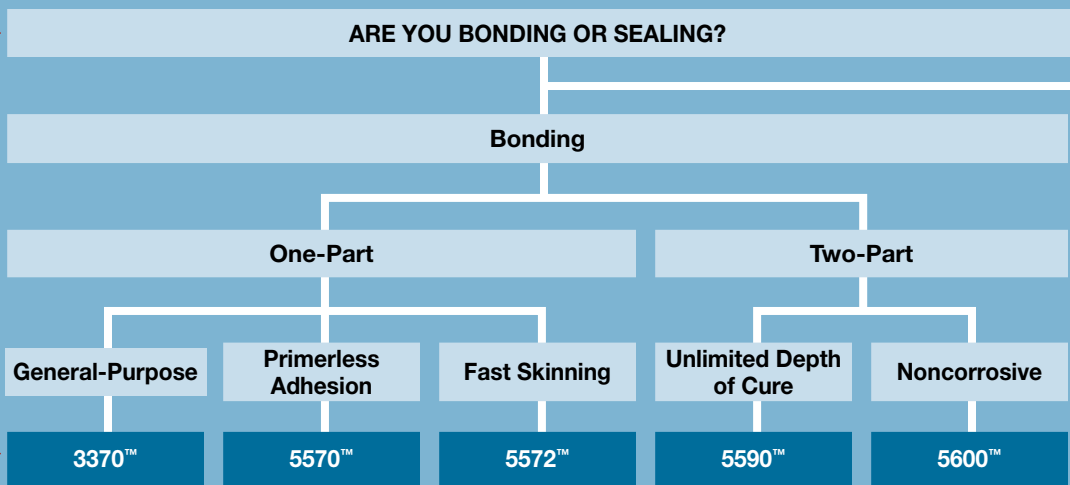 ARE YOU BONDING OR SEALING?
Bonding
One-Part
Two-Part
General-Purpose
Primerless
Adhesion
Fast Skinning
Unlimited Depth
of Cure
Noncorrosive
3370™
5570™
5572™
5590™
5600™